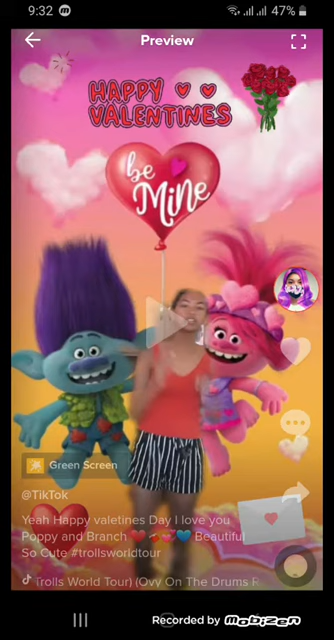 9:32
47%
Preview
HAPPY
VALENTINES
be
Mine
Green Screen
@TikTok
Yeah Happy valetines Day I love you
Poppy and Branch ❤️💏💞💙 Beautiful
So Cute #trollsworldtour
Trolls World Tour) (Ovy On The Drums R
Recorded by mobizen